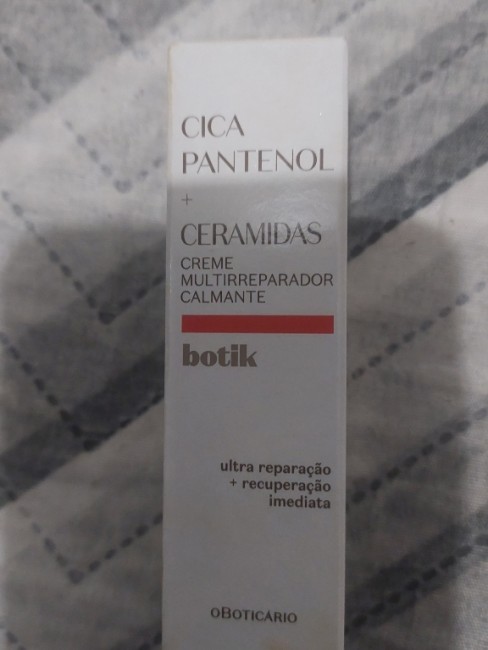 CICA
PANTENOL
+
CERAMIDAS
CREME
MULTIRREPARADOR
CALMANTE
botik
ultra reparação
+ recuperação
imediata
oBOTICÁRIO